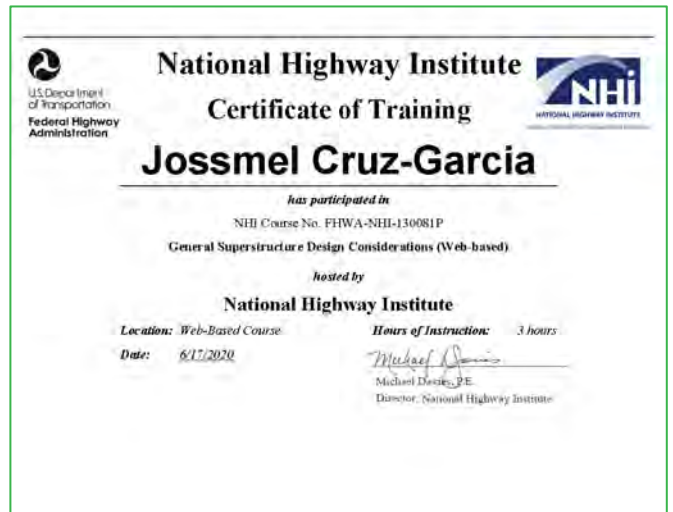 National Highway Institute
U.S. Department
of Transportation
Federal Highway
Administration
NHi
NATIONAL HIGHWAY INSTITUTE
Certificate of Training
Jossmel Cruz-Garcia
has participated in
NHI Course No. FHWA-NHI-130081P
General Superstructure Design Considerations (Web-based)
hosted by
National Highway Institute
Location: Web-Based Course
Hours of Instruction: 3 hours
Date: 6/17/2020
Michael Davies
Michael Davies, P.E.
Director, National Highway Institute